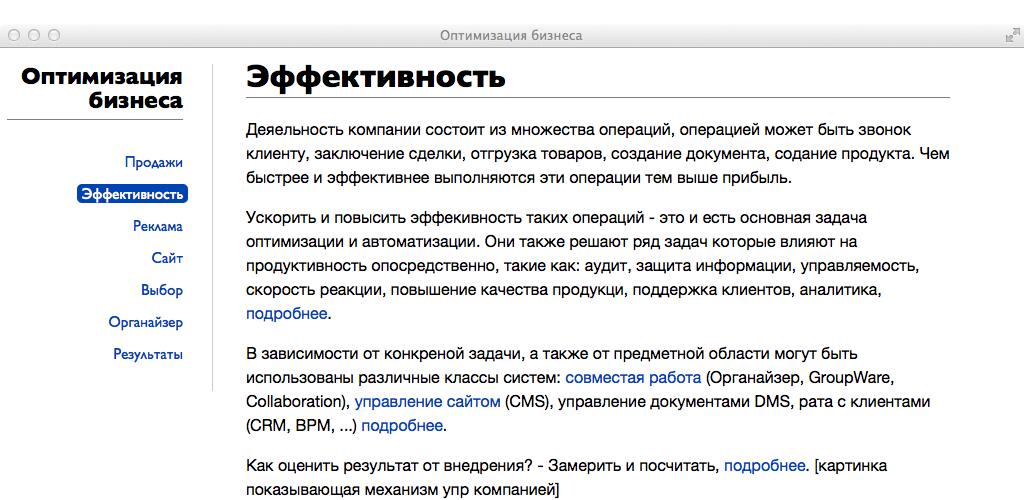 Оптимизация бизнеса
Оптимизация
бизнеса
Продажи
Эффективность
Реклама
Сайт
Выбор
Органайзер
Результаты
Эффективность
Деяельность компании состоит из множества операций, операцией может быть звонок
клиенту, заключение сделки, отгрузка товаров, создание документа, содание продукта. Чем
быстрее и эффективнее выполняются эти операции тем выше прибыль.
Ускорить и повысить эффекивность таких операций - это и есть основная задача
оптимизации и автоматизации. Они также решают ряд задач которые влияют на
продуктивность опосредственно, такие как: аудит, защита информации, управляемость,
скорость реакции, повышение качества продукци, поддержка клиентов, аналитика,
подробнее.
В зависимости от конкреной задачи, а также от предметной области могут быть
использованы различные классы систем: совместая работа (Органайзер, GroupWare,
Collaboration), управление сайтом (CMS), управление документами DMS, рата с клиентами
(CRM, BPM, ...) подробнее.
Как оценить результат от внедрения? - Замерить и посчитать, подробнее. [картинка
показывающая механизм упр компанией]